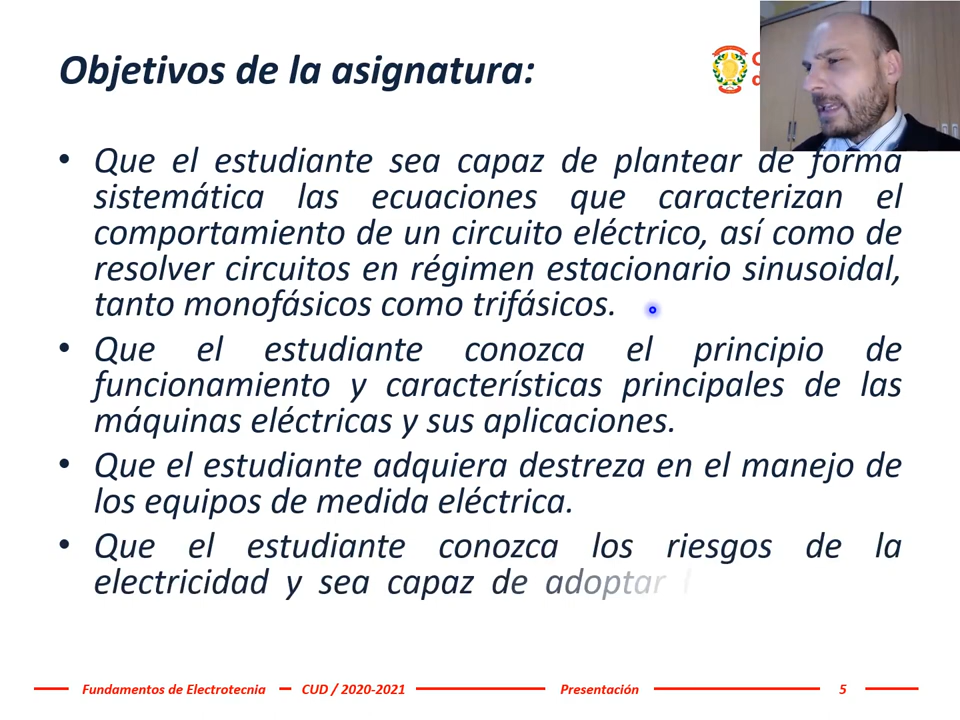 Objetivos de la asignatura:
• Que el estudiante sea capaz de plantear de forma
sistemática las ecuaciones que caracterizan el
comportamiento de un circuito eléctrico, así como de
resolver circuitos en régimen estacionario sinusoidal,
tanto monofásicos como trifásicos.
• Que el estudiante conozca el principio de
funcionamiento y características principales de las
máquinas eléctricas y sus aplicaciones.
• Que el estudiante adquiera destreza en el manejo de
los equipos de medida eléctrica.
• Que el estudiante conozca los riesgos de la
electricidad y sea capaz de adoptar
Fundamentos de Electrotecnia CUD / 2020-2021 Presentación 5